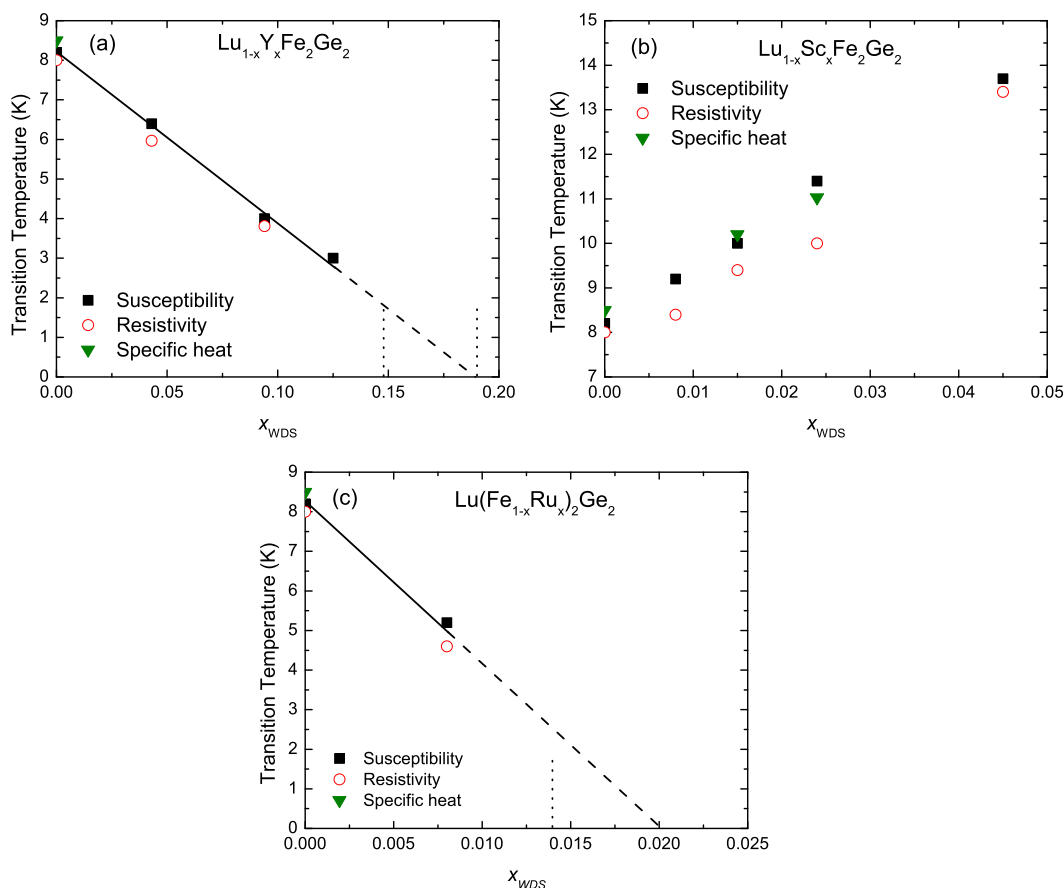 (a)
Lu1-xYxFe2Ge2
Transition Temperature (K)
9
8
7
6
5
4
3
2
1
0
Susceptibility
Resistivity
Specific heat
0.00 0.05 0.10 0.15 0.20
xWDS
(b)
Lu1-xScxFe2Ge2
Transition Temperature (K)
15
14
13
12
11
10
9
8
7
Susceptibility
Resistivity
Specific heat
0.00 0.01 0.02 0.03 0.04 0.05
xWDS
(c)
Lu(Fe1-xRux)2Ge2
Transition Temperature (K)
9
8
7
6
5
4
3
2
1
0
Susceptibility
Resistivity
Specific heat
0.000 0.005 0.010 0.015 0.020 0.025
xWDS